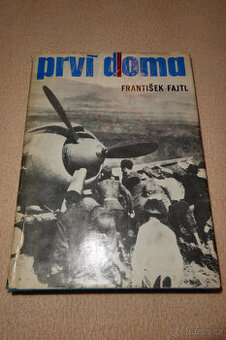 první doma
FRANTIŠEK FAJTL